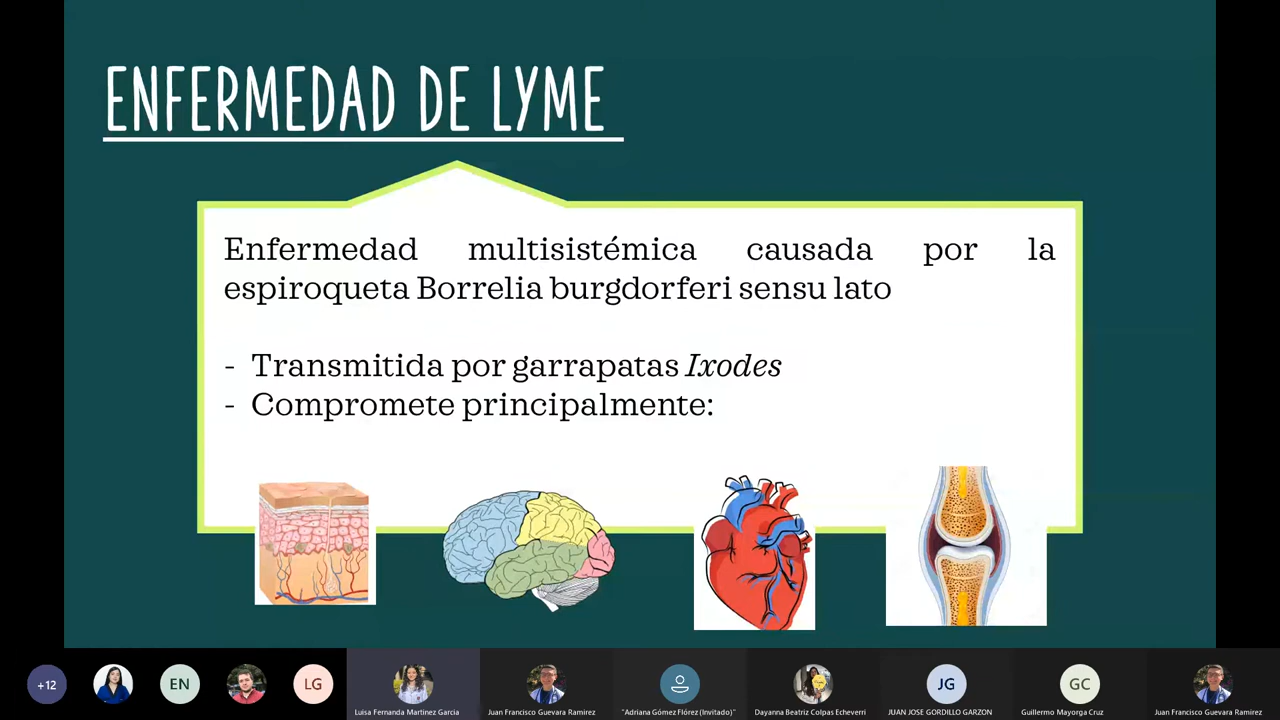 ENFERMEDAD DE LYME
Enfermedad multisistémica causada por la
espiroqueta Borrelia burgdorferi sensu lato
- Transmitida por garrapatas Ixodes
- Compromete principalmente:
+12
EN
LG
JG
GC
Luisa Fernanda Martinez Garcia
Juan Francisco Guevara Ramirez
"Adriana Gómez Flórez (Invitado)"
Dayanna Beatriz Colpas Echeverri
JUAN JOSE GORDILLO GARZON
Guillermo Mayorga Cruz
Juan Francisco Guevara Ramirez